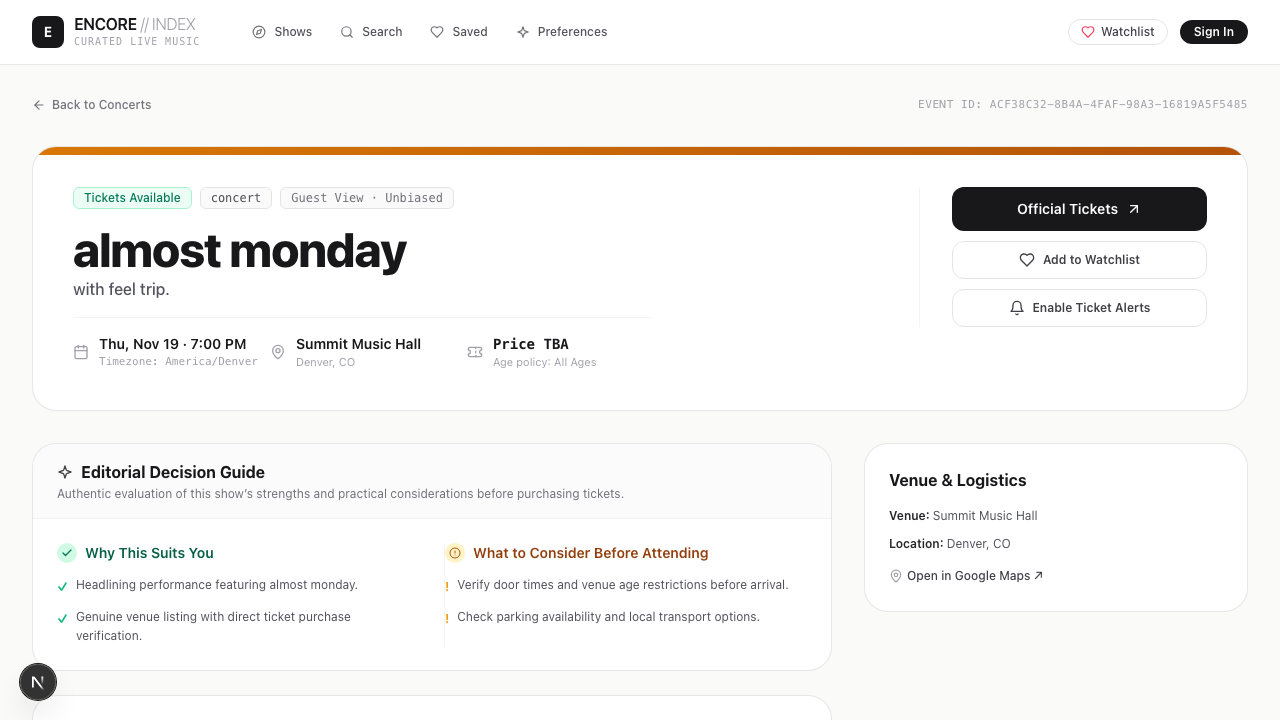 E
ENCORE // INDEX
CURATED LIVE MUSIC
Shows
Search
Saved
Preferences
Watchlist
Sign In
Back to Concerts
EVENT ID: ACF38C32-8B4A-4FAF-98A3-16819A5F5485
Tickets Available
concert
Guest View · Unbiased
almost monday
with feel trip.
Thu, Nov 19 · 7:00 PM
Timezone: America/Denver
Summit Music Hall
Denver, CO
Price TBA
Age policy: All Ages
Official Tickets
Add to Watchlist
Enable Ticket Alerts
Editorial Decision Guide
Authentic evaluation of this show's strengths and practical considerations before purchasing tickets.
Why This Suits You
Headlining performance featuring almost monday.
Genuine venue listing with direct ticket purchase
verification.
What to Consider Before Attending
! Verify door times and venue age restrictions before arrival.
! Check parking availability and local transport options.
Venue & Logistics
Venue: Summit Music Hall
Location: Denver, CO
Open in Google Maps ↗
N